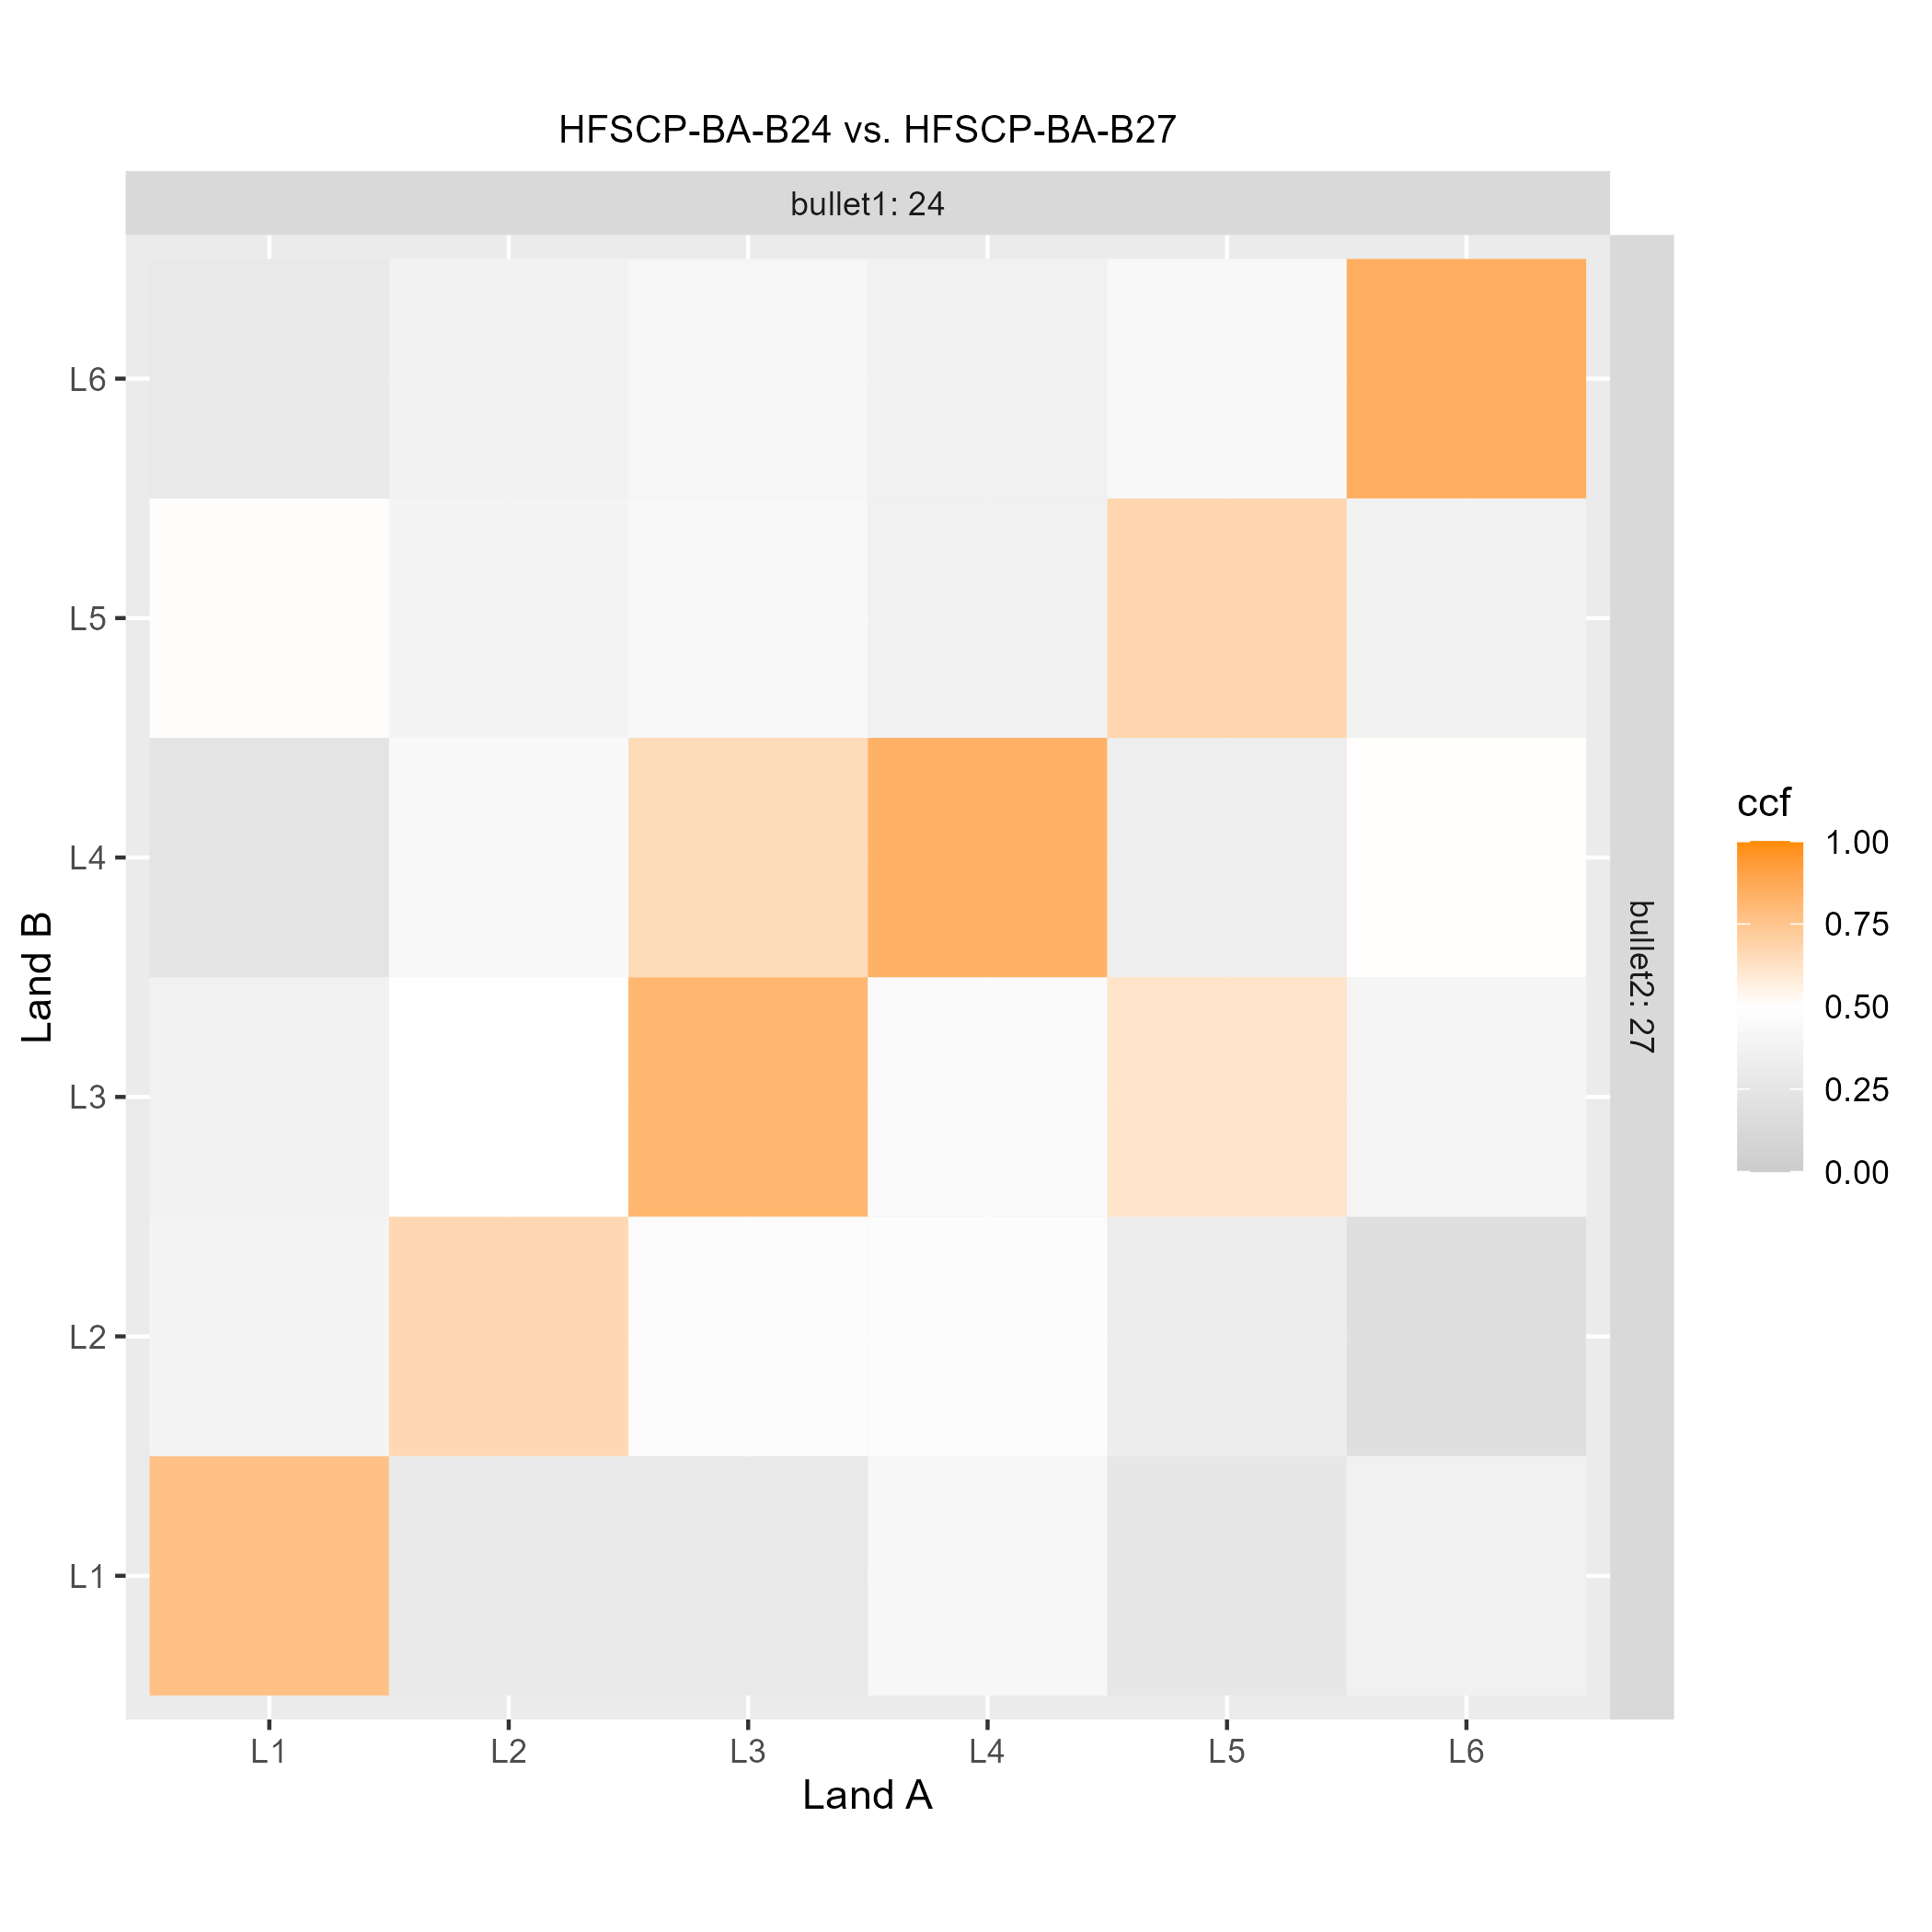 HFSCP-BA-B24 vs. HFSCP-BA-B27
bullet1: 24
L6
L5
L4
L3
L2
L1
Land B
bullet2: 27
ccf
1.00
0.75
0.50
0.25
0.00
L1 L2 L3 L4 L5 L6
Land A